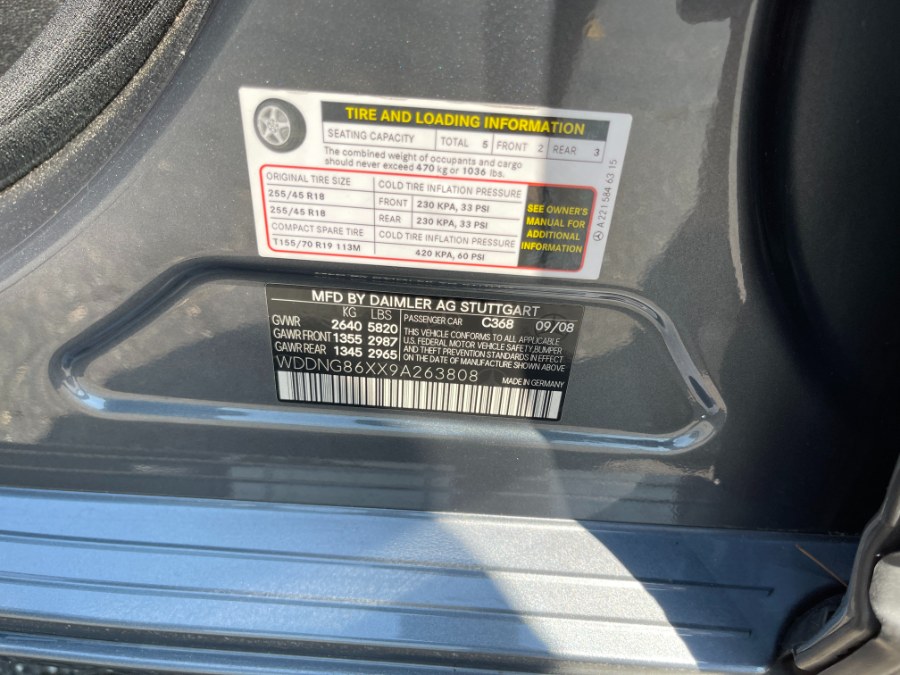 TIRE AND LOADING INFORMATION
SEATING CAPACITY TOTAL 5 FRONT 2 REAR 3
The combined weight of occupants and cargo
should never exceed 470 kg or 1036 lbs.
ORIGINAL TIRE SIZE COLD TIRE INFLATION PRESSURE
255/45 R18 FRONT 230 KPA, 33 PSI
255/45 R18 REAR 230 KPA, 33 PSI
COMPACT SPARE TIRE COLD TIRE INFLATION PRESSURE
T155/70 R19 113M 420 KPA, 60 PSI
SEE OWNER'S
MANUAL FOR
ADDITIONAL
INFORMATION
A 221 584 63 15
MFD BY DAIMLER AG STUTTGART
KG LBS
GVWR 2640 5820
GAWR FRONT 1355 2987
GAWR REAR 1345 2965
PASSENGER CAR C368 09/08
THIS VEHICLE CONFORMS TO ALL APPLICABLE
U.S. FEDERAL MOTOR VEHICLE SAFETY, BUMPER
AND THEFT PREVENTION STANDARDS IN EFFECT
ON THE DATE OF MANUFACTURE SHOWN ABOVE
WDDNG86XX9A263808
MADE IN GERMANY